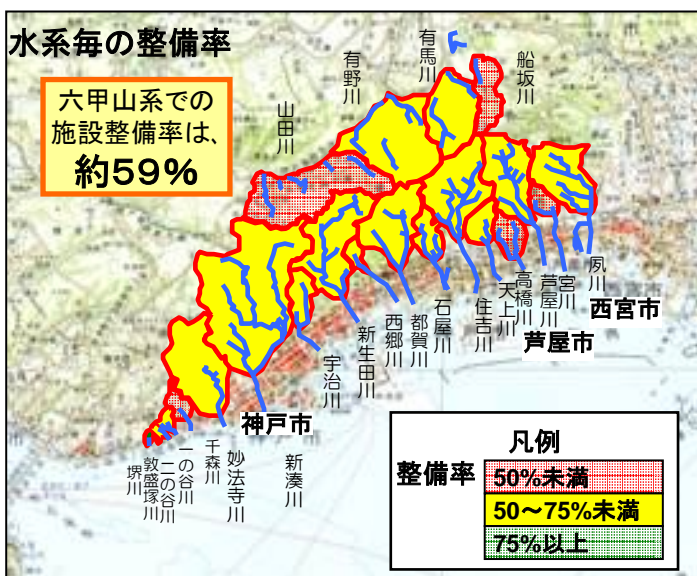 水系毎の整備率
六甲山系での
施設整備率は、
約59%
山田川
有野川
有馬川
船坂川
夙川
宮川
芦屋川
高橋川
天上川
住吉川
石屋川
都賀川
西郷川
新生田川
宇治川
新湊川
妙法寺川
千森川
一の谷川
二の谷川
敦盛塚川
堺川
西宮市
芦屋市
神戸市
凡例
整備率
50%未満
50～75%未満
75%以上